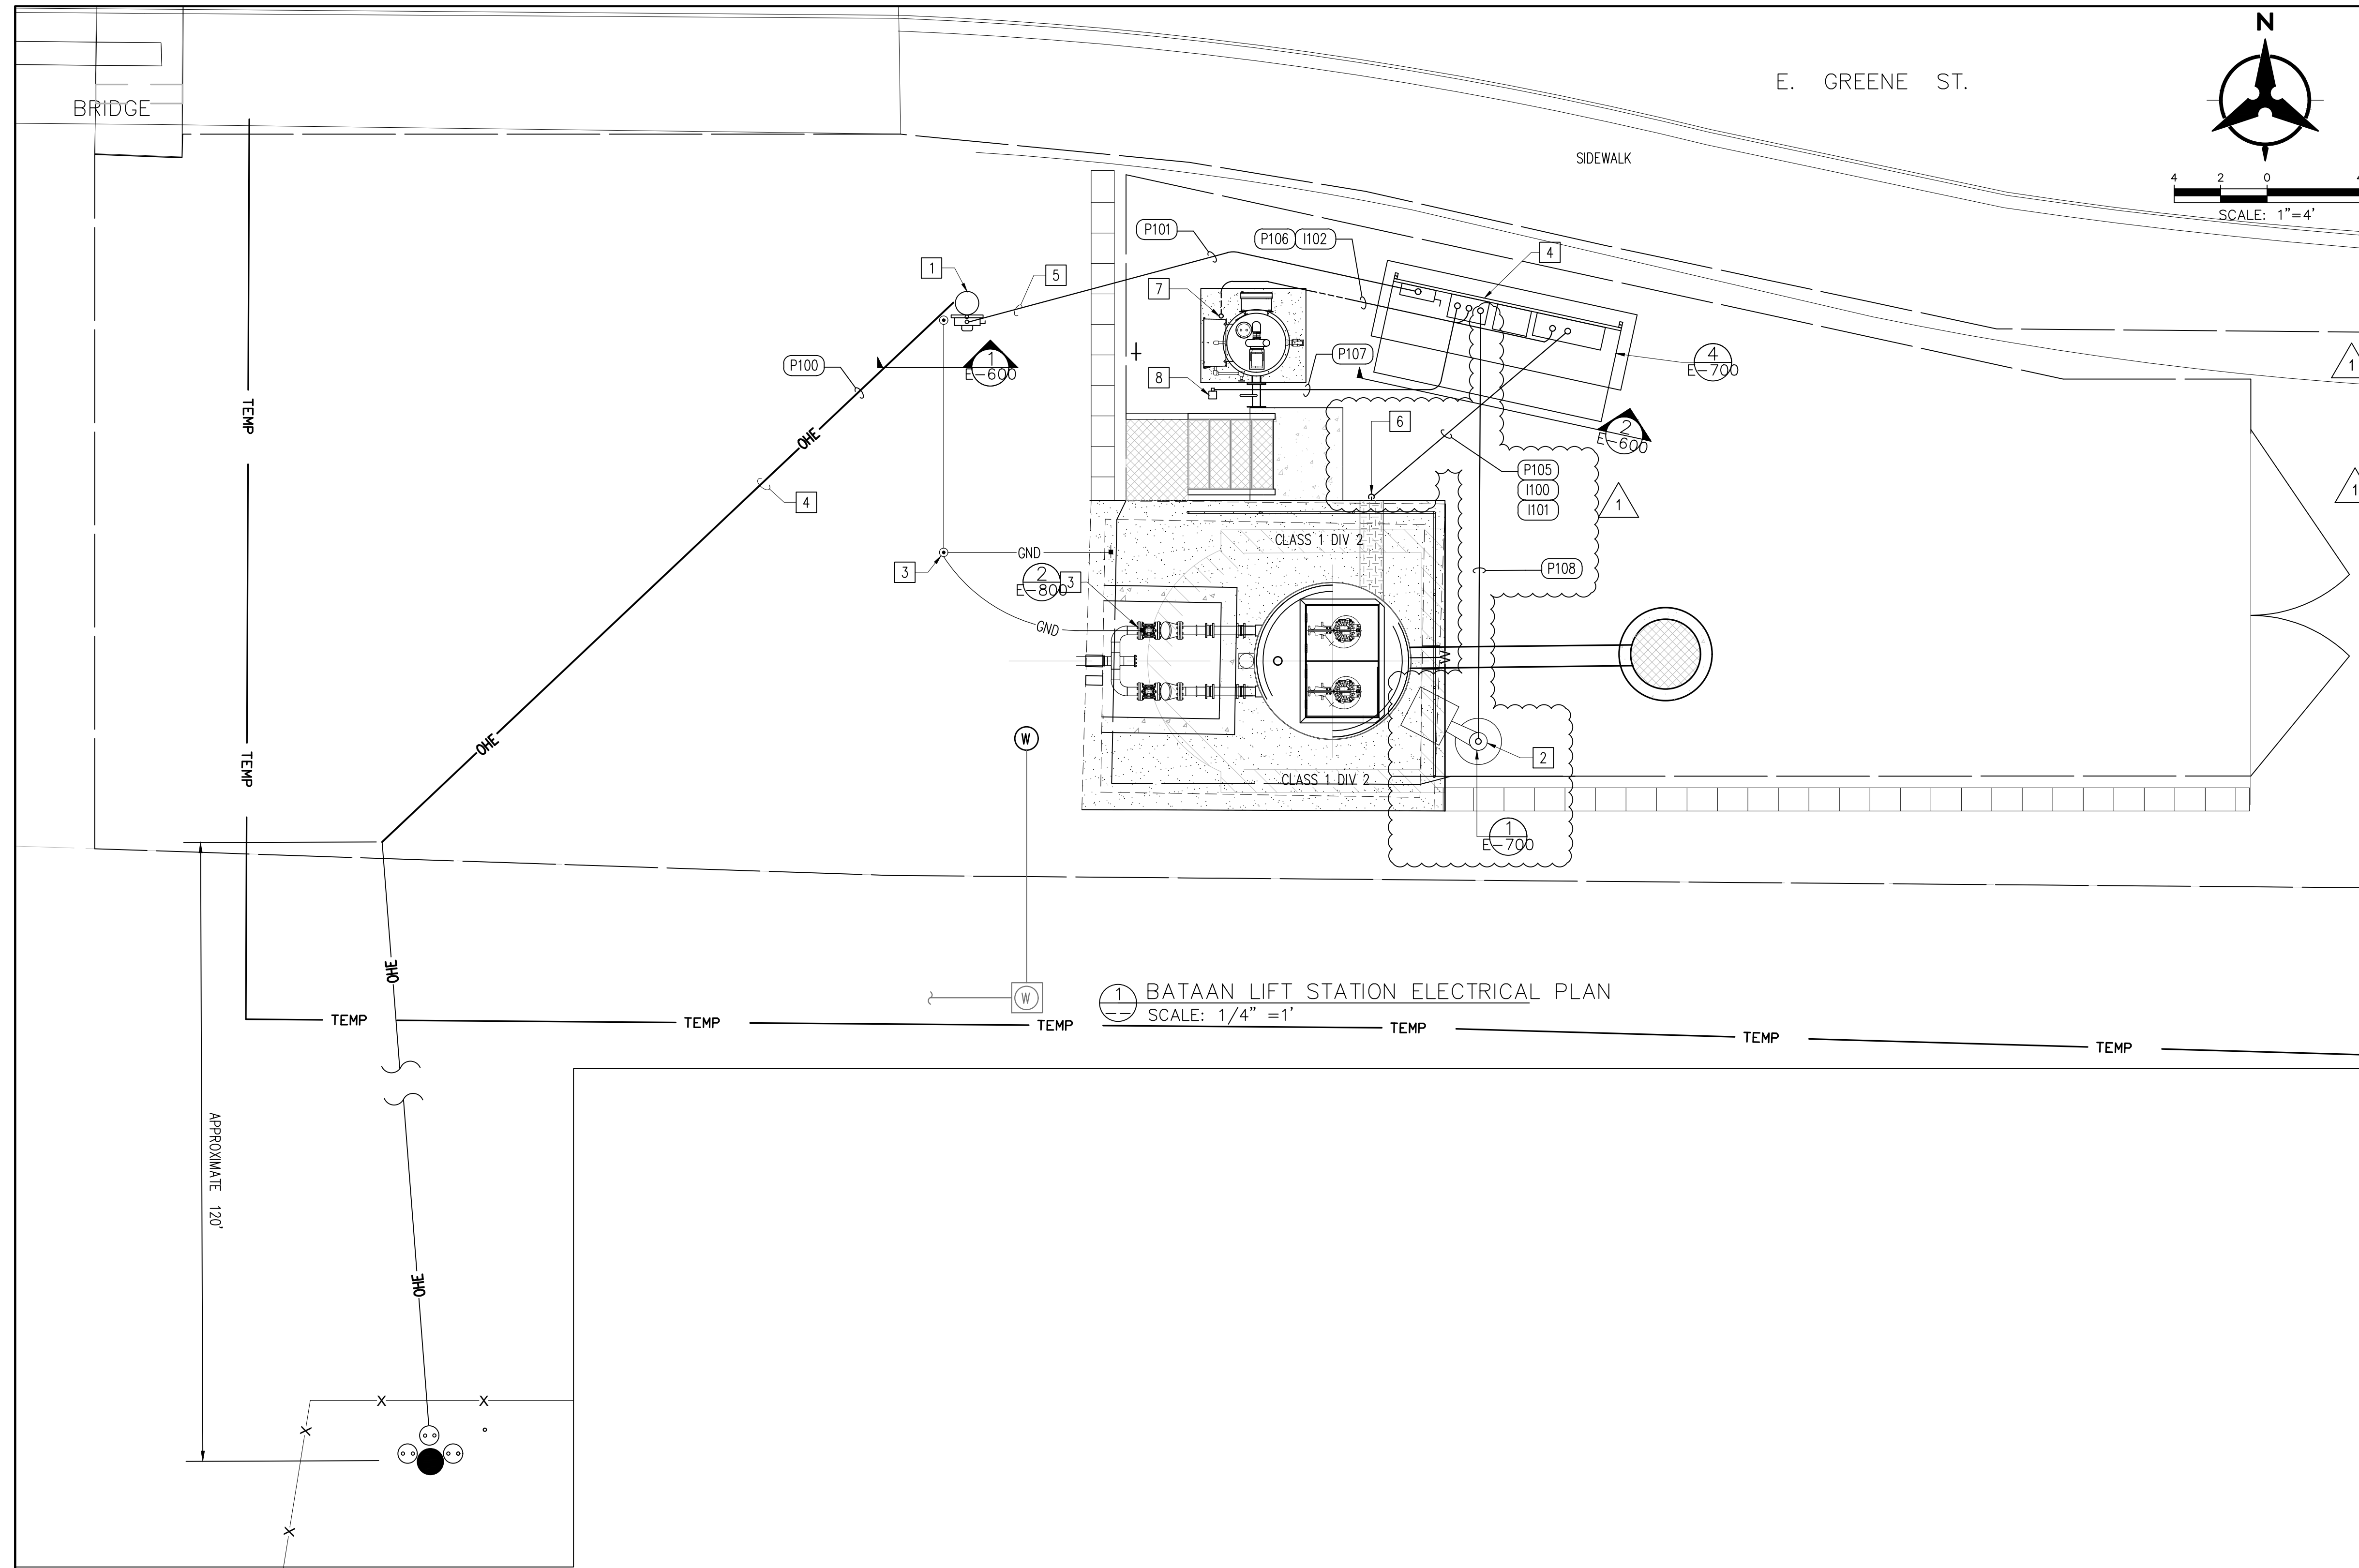 N
E. GREENE ST.
BRIDGE
SIDEWALK
4 2 0
SCALE: 1"=4'
P101
P106 I102
4
1
5
7
P107
8
4
E-700
1
E-600
P100
1
TEMP
OHE
6
2
E-600
P105
I100
I101
1
1
4
CLASS 1 DIV 2
GND
3
2
E-800
3
P108
GND
OHE
W
2
TEMP
CLASS 1 DIV 2
1
E-700
OHE
W
1
--
BATAAN LIFT STATION ELECTRICAL PLAN
SCALE: 1/4" =1'
TEMP TEMP TEMP TEMP TEMP TEMP
APPROXIMATE 120'
OHE
X X
X
X